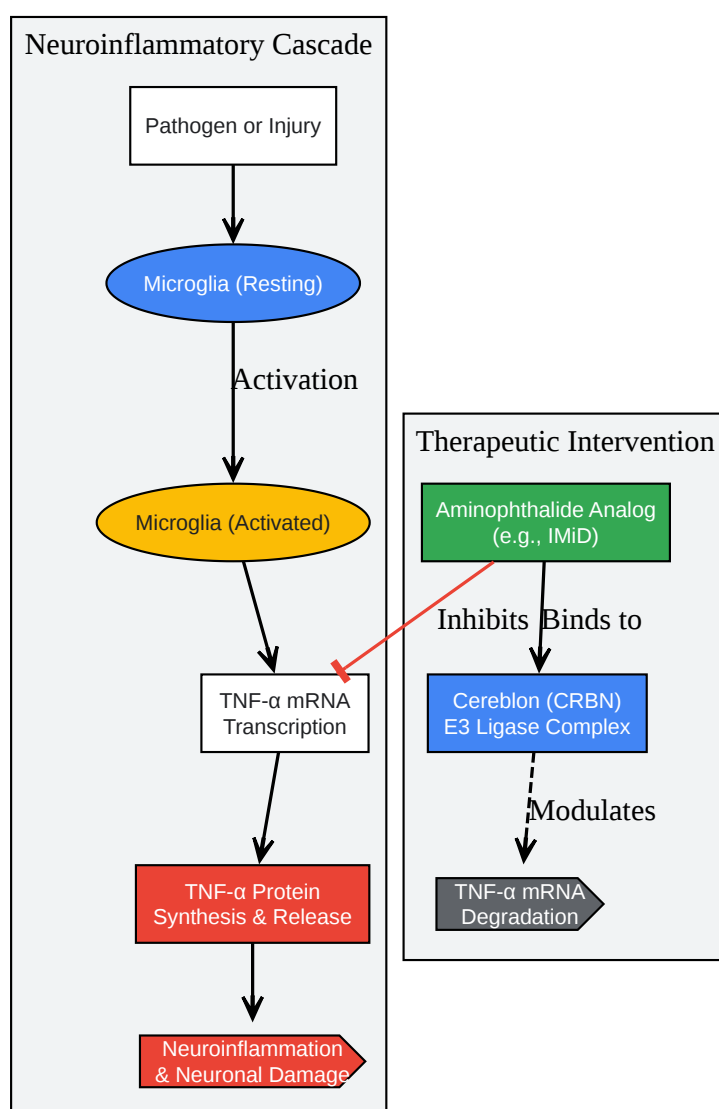 Neuroinflammatory Cascade
Pathogen or Injury
Microglia (Resting)
Activation
Microglia (Activated)
TNF-α mRNA
Transcription
TNF-α Protein
Synthesis & Release
Neuroinflammation
& Neuronal Damage
Therapeutic Intervention
Aminophthalide Analog
(e.g., IMiD)
Inhibits
Binds to
Cereblon (CRBN)
E3 Ligase Complex
Modulates
TNF-α mRNA
Degradation